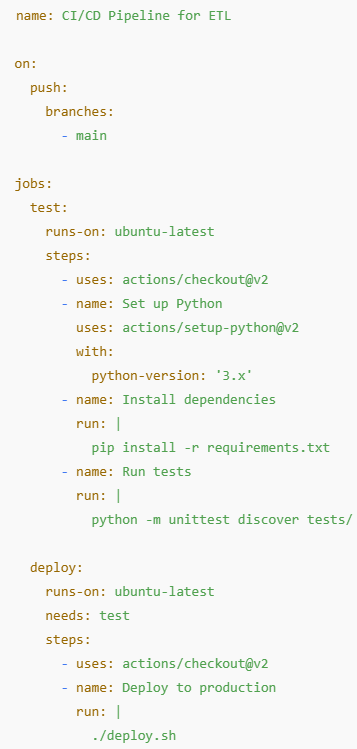 name: CI/CD Pipeline for ETL

on:
  push:
    branches:
      - main

jobs:
  test:
    runs-on: ubuntu-latest
    steps:
      - uses: actions/checkout@v2
      - name: Set up Python
        uses: actions/setup-python@v2
        with:
          python-version: '3.x'
      - name: Install dependencies
        run: |
          pip install -r requirements.txt
      - name: Run tests
        run: |
          python -m unittest discover tests/

  deploy:
    runs-on: ubuntu-latest
    needs: test
    steps:
      - uses: actions/checkout@v2
      - name: Deploy to production
        run: |
          ./deploy.sh